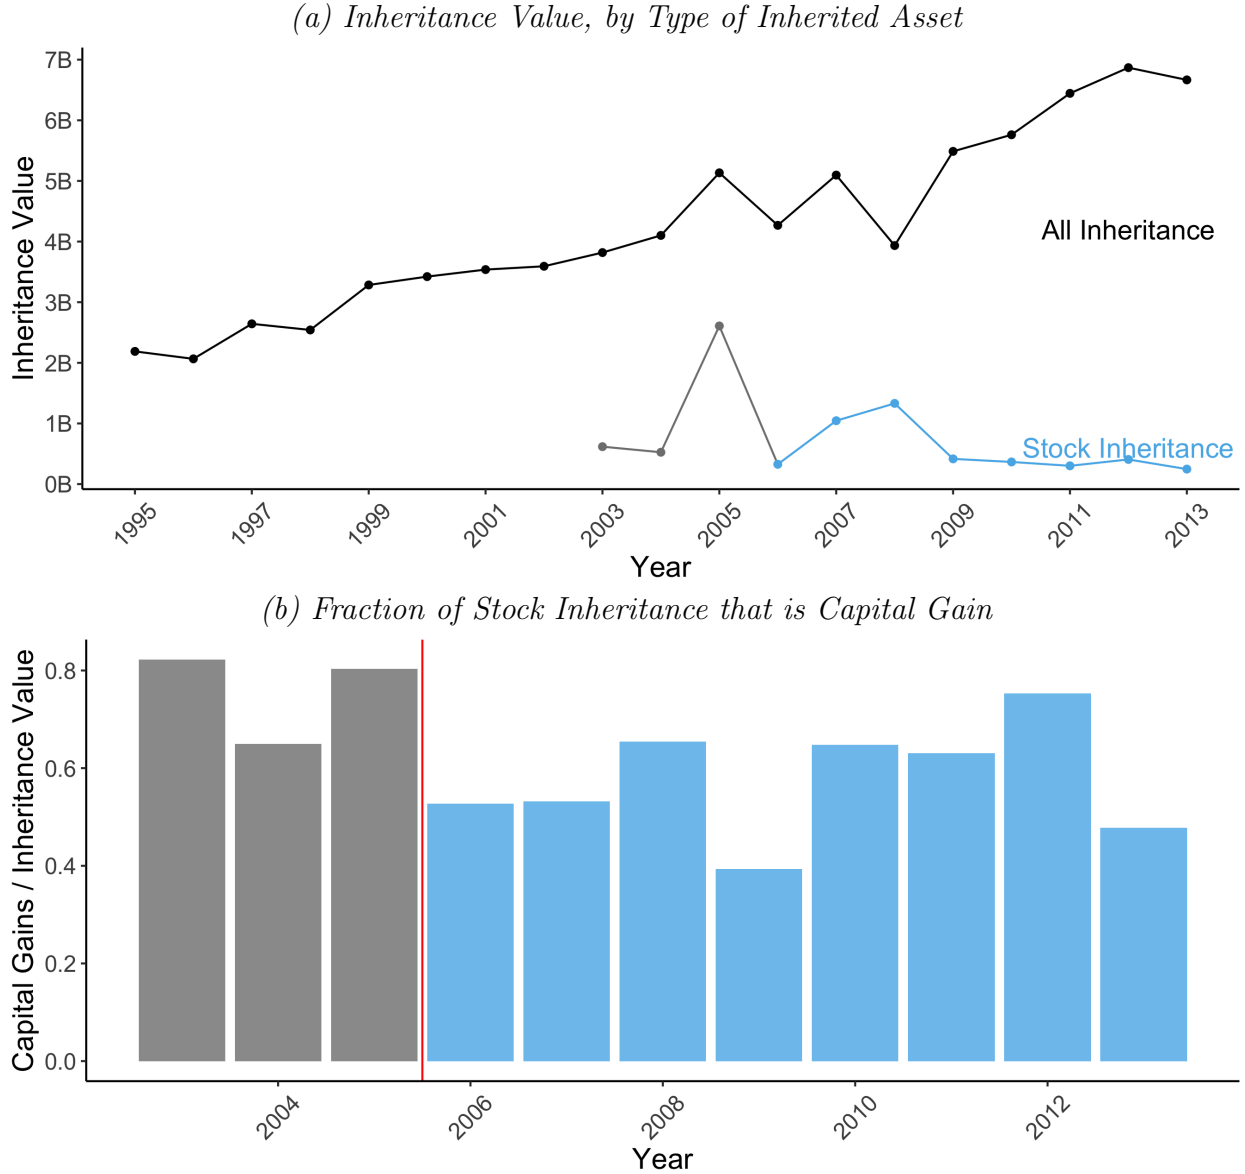 (a) Inheritance Value, by Type of Inherited Asset
7B
6B
5B
4B
3B
2B
1B
0B
Inheritance Value
All Inheritance
Stock Inheritance
1995
1997
1999
2001
2003
2005
2007
2009
2011
2013
Year
(b) Fraction of Stock Inheritance that is Capital Gain
0.8
0.6
0.4
0.2
0.0
Capital Gains / Inheritance Value
2004
2006
2008
2010
2012
Year